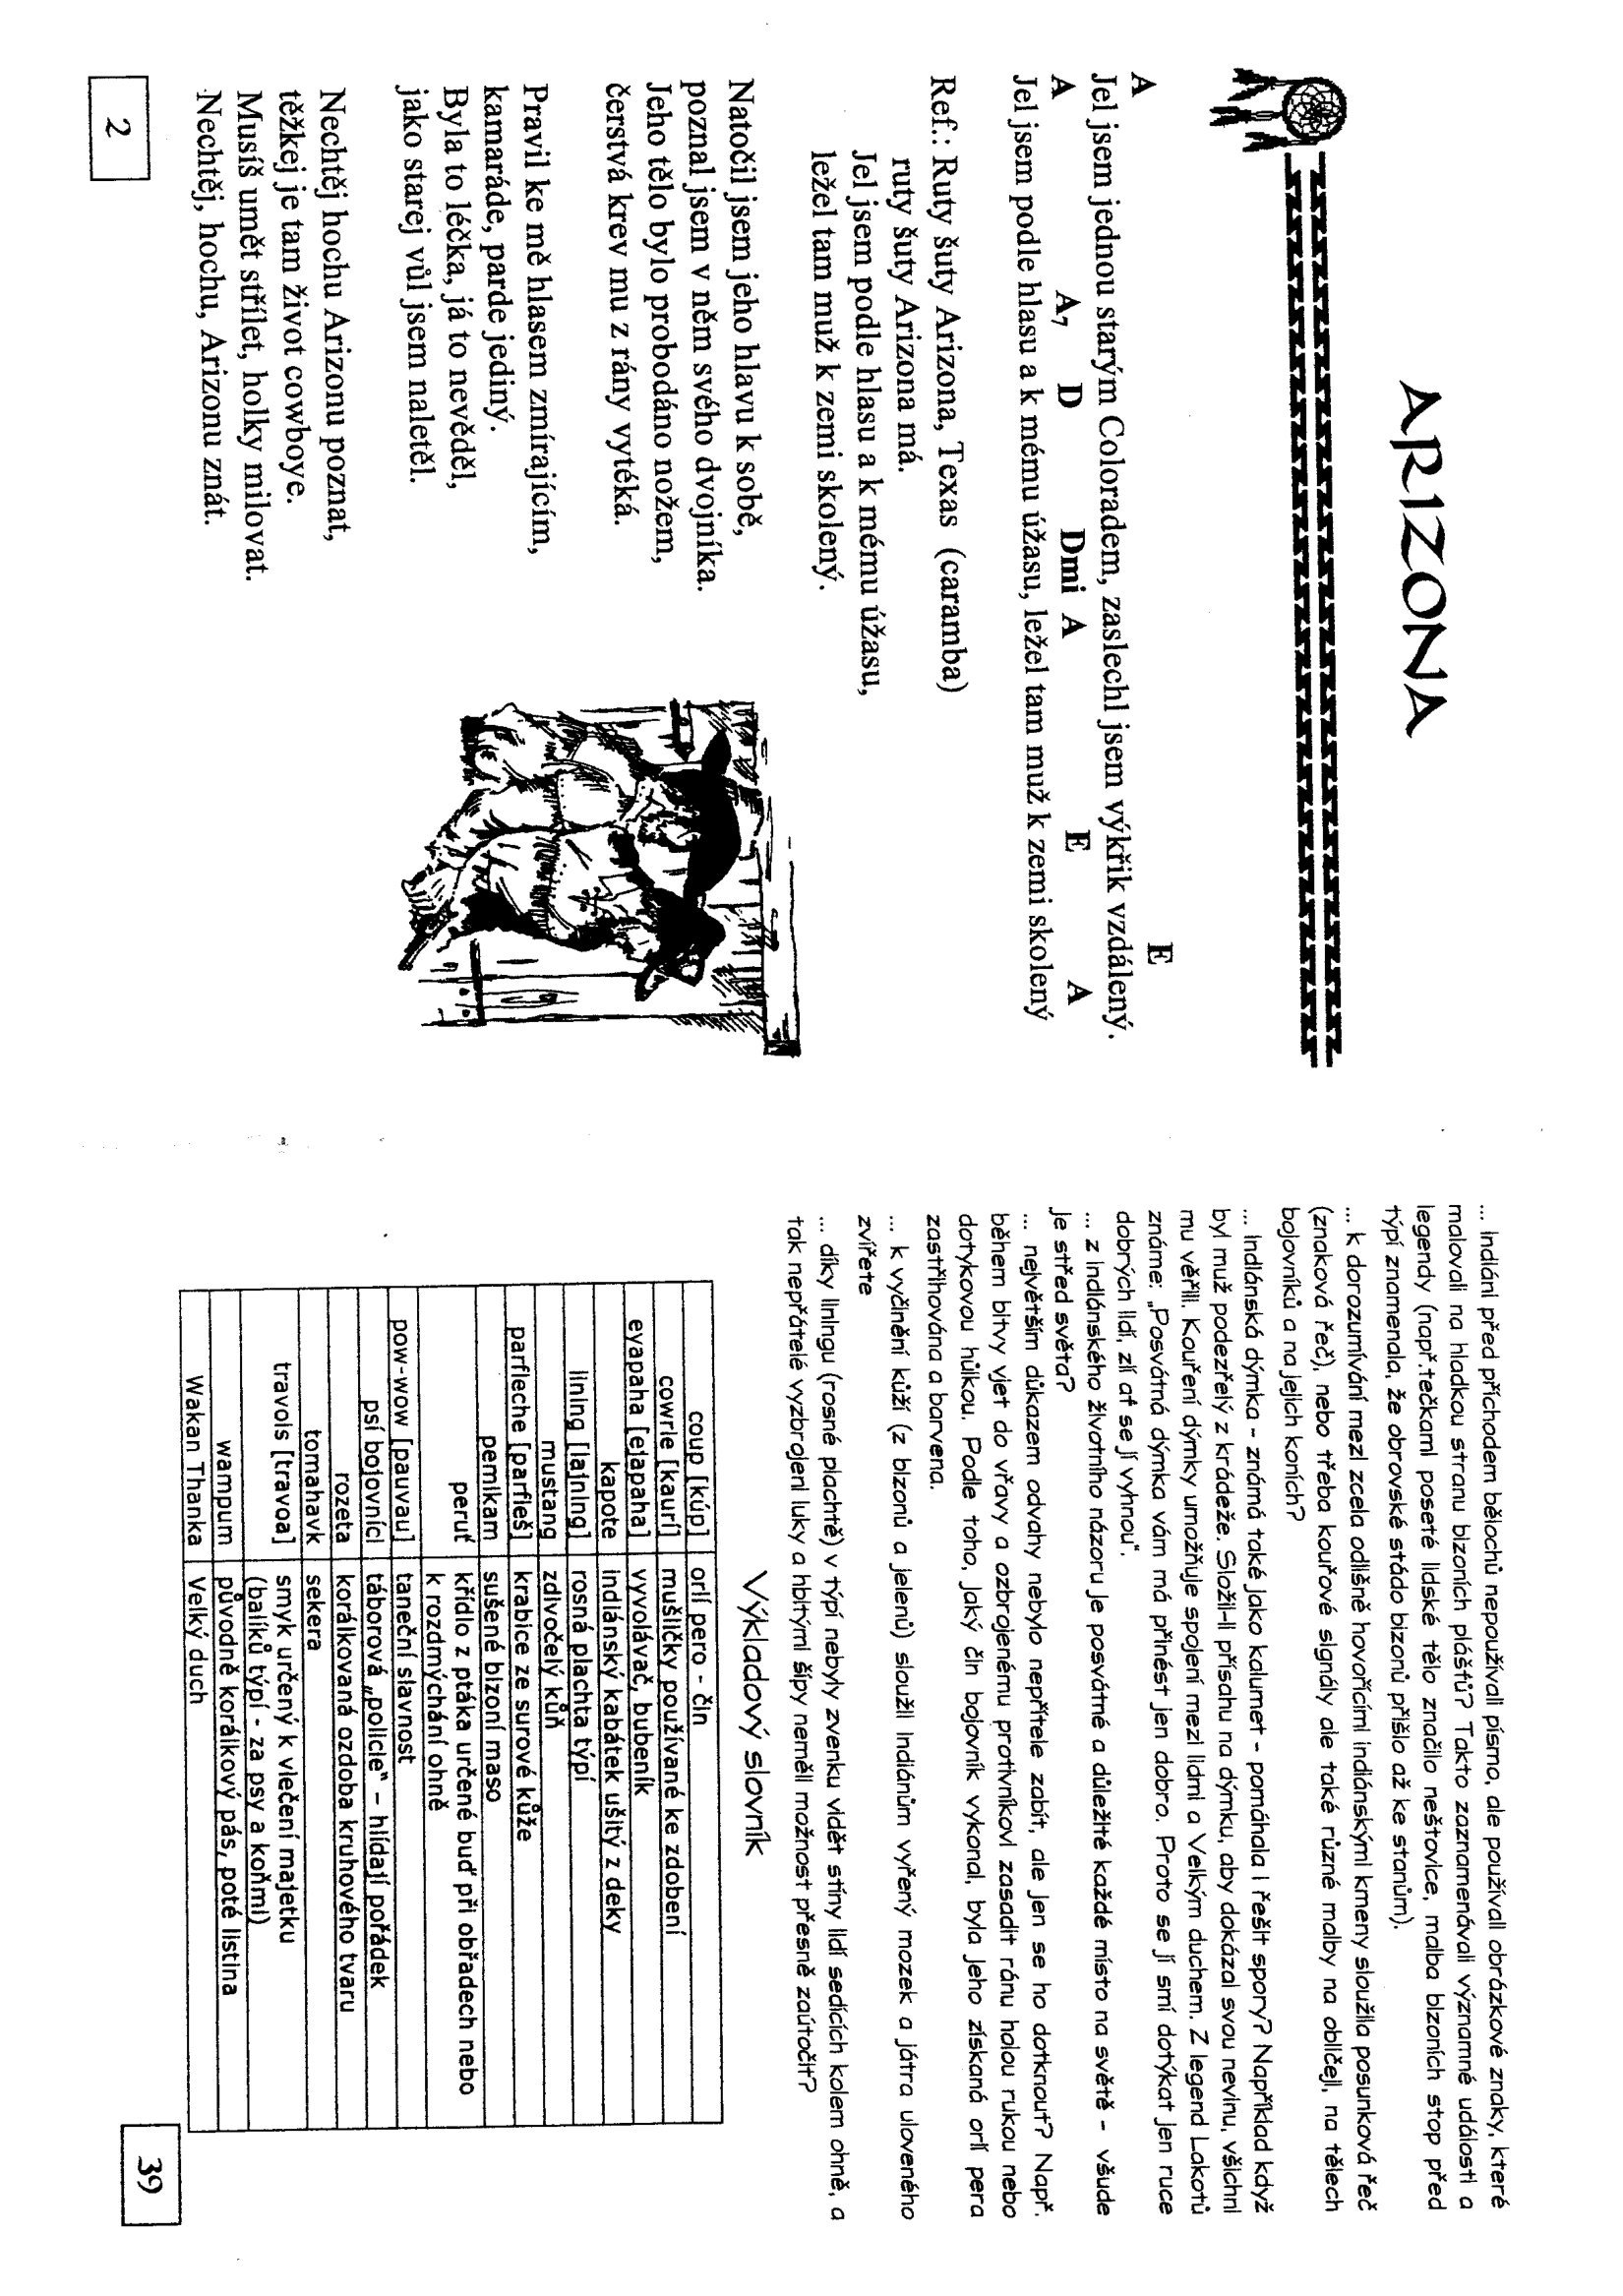 ARIZONA
A E
Jel jsem jednou starým Coloradem, zaslechl jsem výkřik vzdálený.
A A7 D Dmi A E A
Jel jsem podle hlasu a k mému úžasu, ležel tam muž k zemi skolený
Ref.: Ruty šuty Arizona, Texas (caramba)
ruty šuty Arizona má.
Jel jsem podle hlasu a k mému úžasu,
ležel tam muž k zemi skolený.
Natočil jsem jeho hlavu k sobě,
poznal jsem v něm svého dvojníka.
Jeho tělo bylo probodáno nožem,
čerstvá krev mu z rány vytéká.
Pravil ke mě hlasem zmírajícím,
kamaráde, parde jediný.
Byla to léčka, já to nevěděl,
jako starej vůl jsem naletěl.
Nechtěj hochu Arizonu poznat,
těžkej je tam život cowboye.
Musíš umět střílet, holky milovat.
Nechtěj, hochu, Arizonu znát.
2
... Indiáni před příchodem bělochů nepoužívali písmo, ale používali obrázkové znaky, které
malovali na hladkou stranu bizoních plášťů? Takto zaznamenávali významné události a
legendy (např.tečkami poseté lidské tělo značilo neštovice, malba bizoních stop před
týpí znamenala, že obrovské stádo bizonů přišlo až ke stanům).
... k dorozumívání mezi zcela odlišně hovořícími indiánskými kmeny sloužila posunková řeč
(znaková řeč), nebo třeba kouřové signály ale také různé malby na obličeji, na tělech
bojovníků a na jejich koních?
... Indiánská dýmka - známá také jako kalumet - pomáhala i řešit spory? Například když
byl muž podezřelý z krádeže. Složil-li přísahu na dýmku, aby dokázal svou nevinu, všichni
mu věřili. Kouření dýmky umožňuje spojení mezi lidmi a Velkým duchem. Z legend Lakotů
známe: „Posvátná dýmka vám má přinést jen dobro. Proto se jí smí dotýkat jen ruce
dobrých lidí, zlí ať se jí vyhnou“.
... z indiánského životního názoru je posvátné a důležité každé místo na světě - všude
je střed světa?
... největším důkazem odvahy nebylo nepřítele zabít, ale jen se ho dotknout? Např.
během bitvy vjet do vřavy a ozbrojenému protivníkovi zasadit ránu holou rukou nebo
dotykovou hůlkou. Podle toho, jaký čin bojovník vykonal, byla jeho získaná orlí pera
zastřihována a barvena.
... k vyčinění kůží (z bizonů a jelenů) sloužil Indiánům vyřený mozek a játra uloveného
zvířete
... díky liningu (rosné plachtě) v týpí nebyly zvenku vidět stíny lidí sedících kolem ohně, a
tak nepřátelé vyzbrojeni luky a hbitými šípy neměli možnost přesně zaútočit?
Výkladový slovník
coup [kúp] orlí pero - čin
cowrie [kaurí] mušličky používané ke zdobení
eyapaha [ejapaha] vyvolávač, bubeník
kapote indiánský kabátek ušitý z deky
lining [lajning] rosná plachta týpí
mustang zdivočelý kůň
parfleche [parfleš] krabice ze surové kůže
pemikam sušené bizoní maso
peruť křídlo z ptáka určené buď při obřadech nebo
k rozdmýchání ohně
pow-wow [pauvau] taneční slavnost
psí bojovníci táborová „policie“ - hlídají pořádek
rozeta korálkovaná ozdoba kruhového tvaru
tomahavk sekera
travois [travoa] smyk určený k vlečení majetku
(balíků týpí - za psy a koňmi)
wampum původně korálkový pás, poté listina
Wakan Thanka Velký duch
39